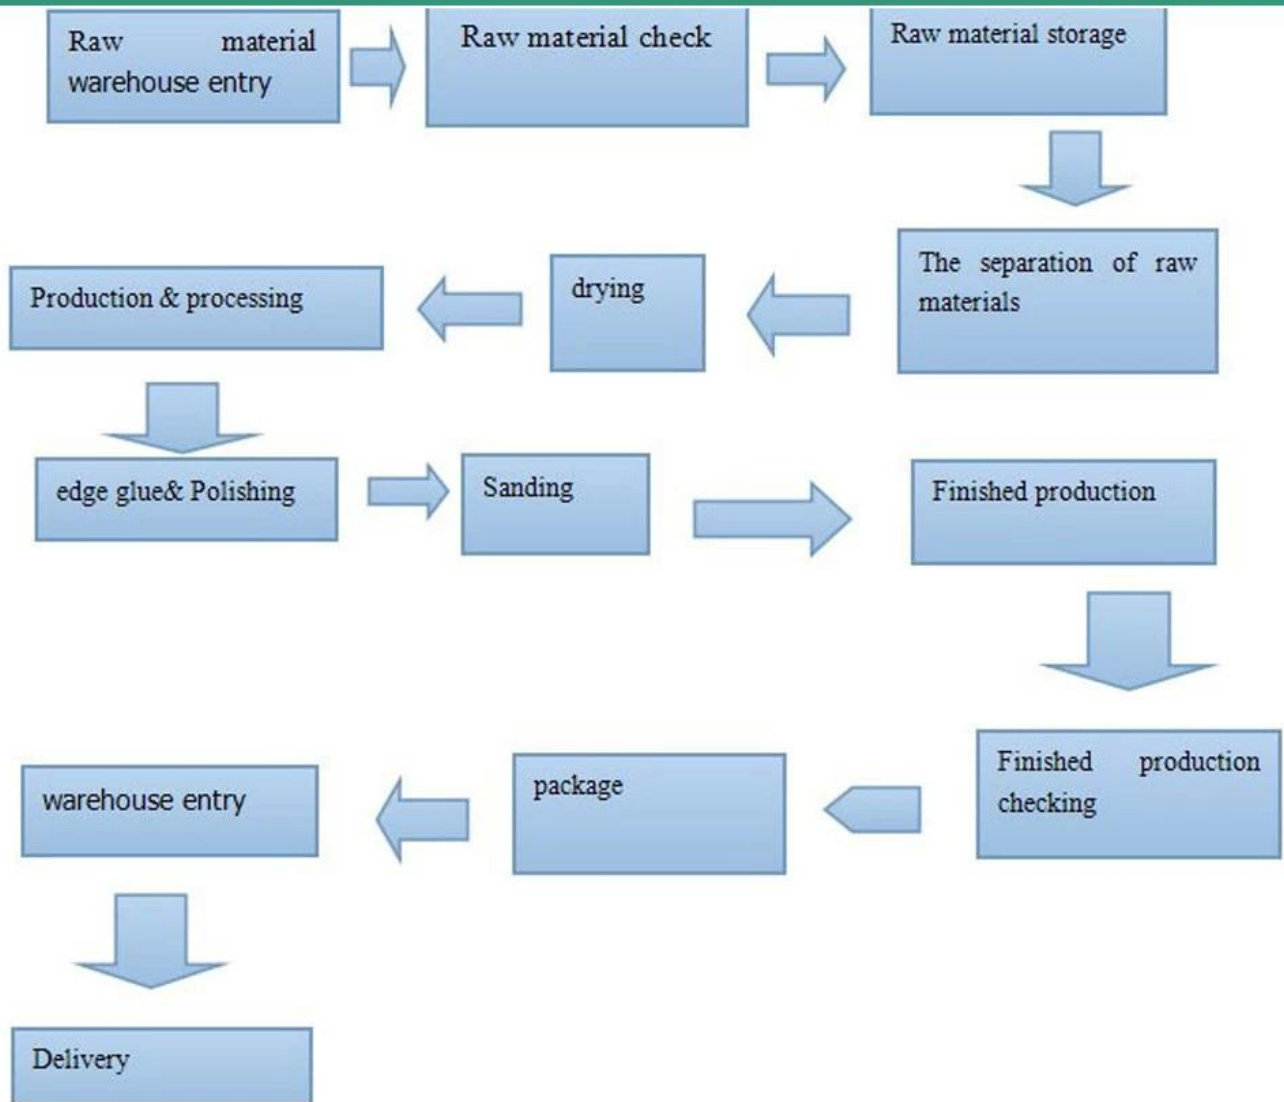 Raw material
warehouse entry
Raw material check
Raw material storage
The separation of raw
materials
drying
Production & processing
edge glue& Polishing
Sanding
Finished production
Finished production
checking
package
warehouse entry
Delivery